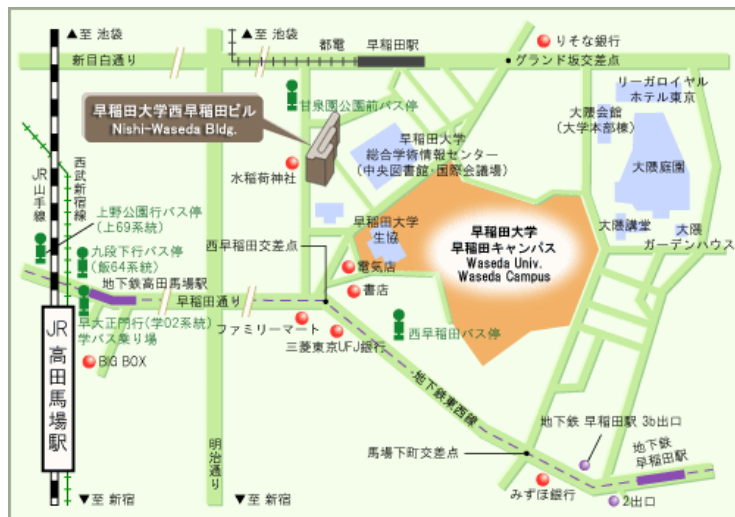 ▲至 池袋
▲至 池袋
都電
早稲田駅
りそな銀行
新目白通り
グランド坂交差点
甘泉園公園前バス停
リーガロイヤル
ホテル東京
早稲田大学西早稲田ビル
Nishi-Waseda Bldg.
大隈会館
(大学本部棟)
早稲田大学
総合学術情報センター
(中央図書館・国際会議場)
大隈庭園
水稲荷神社
JR山手線
西武新宿線
上野公園行バス停
(上69系統)
早稲田大学
生協
早稲田大学
早稲田キャンパス
Waseda Univ.
Waseda Campus
大隈講堂
大隈
ガーデンハウス
西早稲田交差点
九段下行バス停
(飯64系統)
電気店
地下鉄高田馬場駅
書店
早稲田通り
早大正門行(学02系統)
学バス乗り場
ファミリーマート
西早稲田バス停
三菱東京UFJ銀行
JR高田馬場駅
BIG BOX
地下鉄東西線
地下鉄 早稲田駅 3b出口
明治通り
馬場下町交差点
地下鉄
早稲田駅
みずほ銀行
2出口
▼至 新宿
▼至 新宿